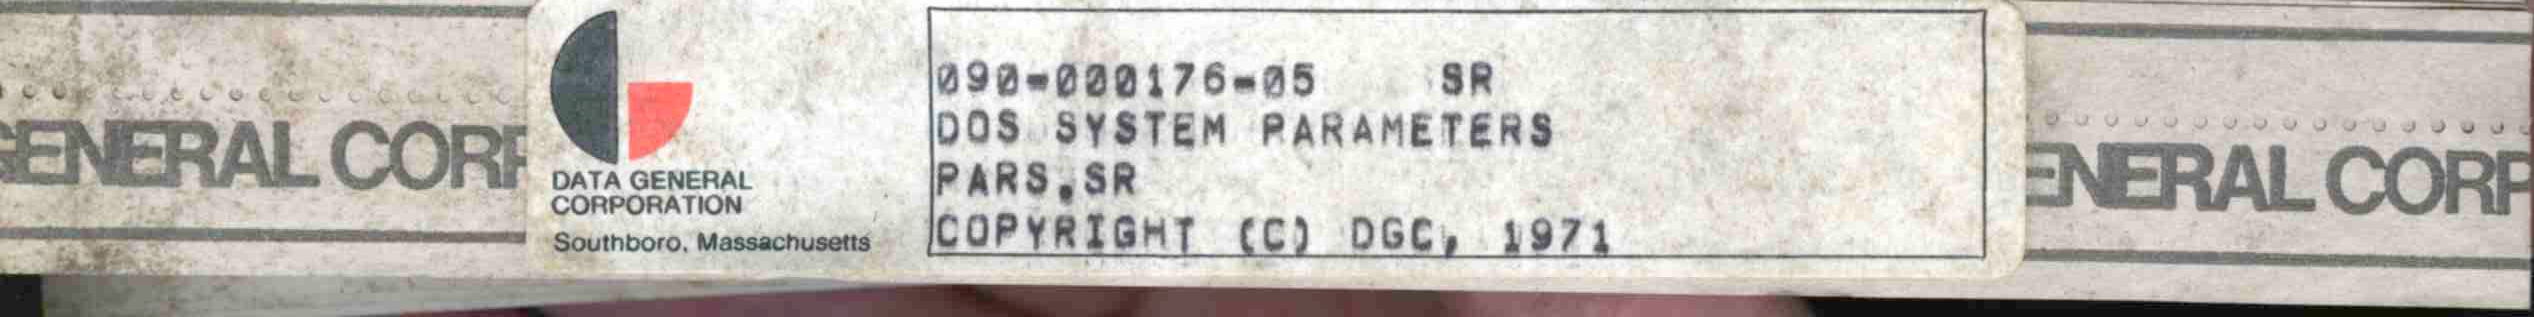 GENERAL CORP
DATA GENERAL
CORPORATION
Southboro, Massachusetts
090-000176-05 SR
DOS SYSTEM PARAMETERS
PARS.SR
COPYRIGHT (C) DGC, 1971
ENERAL CORP